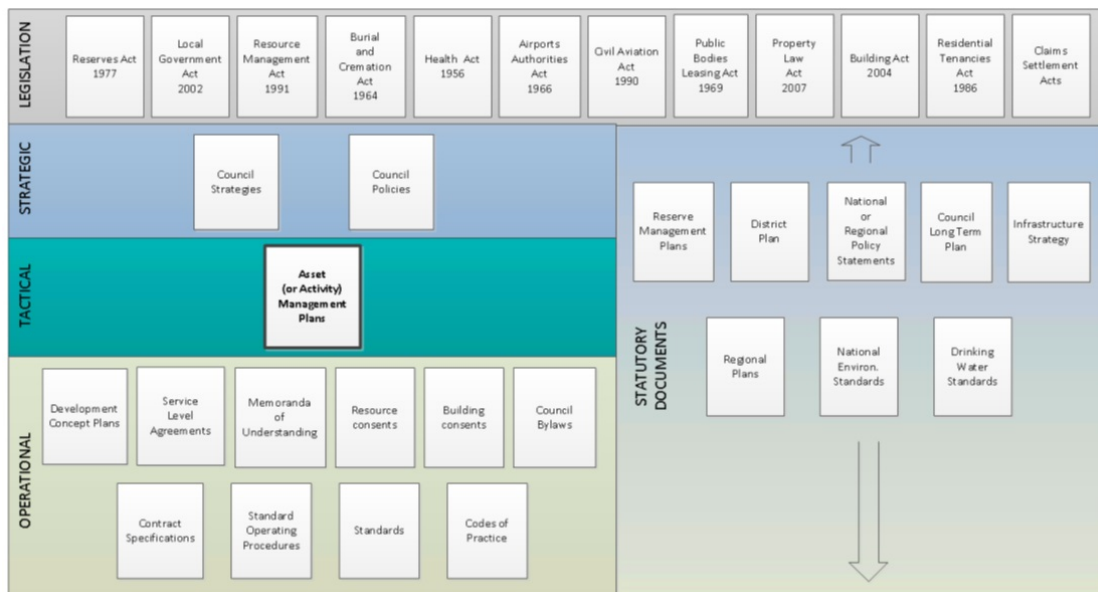 LEGISLATION
Reserves Act
1977
Local
Government
Act
2002
Resource
Management
Act
1991
Burial
and
Cremation
Act
1964
Health Act
1956
Airports
Authorities
Act
1966
Civil Aviation
Act
1990
Public
Bodies
Leasing Act
1969
Property
Law
Act
2007
Building Act
2004
Residential
Tenancies
Act
1986
Claims
Settlement
Acts
STRATEGIC
Council
Strategies
Council
Policies
TACTICAL
Asset
(or Activity)
Management
Plans
OPERATIONAL
Development
Concept Plans
Service
Level
Agreements
Memoranda
of
Understanding
Resource
consents
Building
consents
Council
Bylaws
Contract
Specifications
Standard
Operating
Procedures
Standards
Codes of
Practice
STATUTORY
DOCUMENTS
Reserve
Management
Plans
District
Plan
National
or
Regional
Policy
Statements
Council
Long Term
Plan
Infrastructure
Strategy
Regional
Plans
National
Environ.
Standards
Drinking
Water
Standards